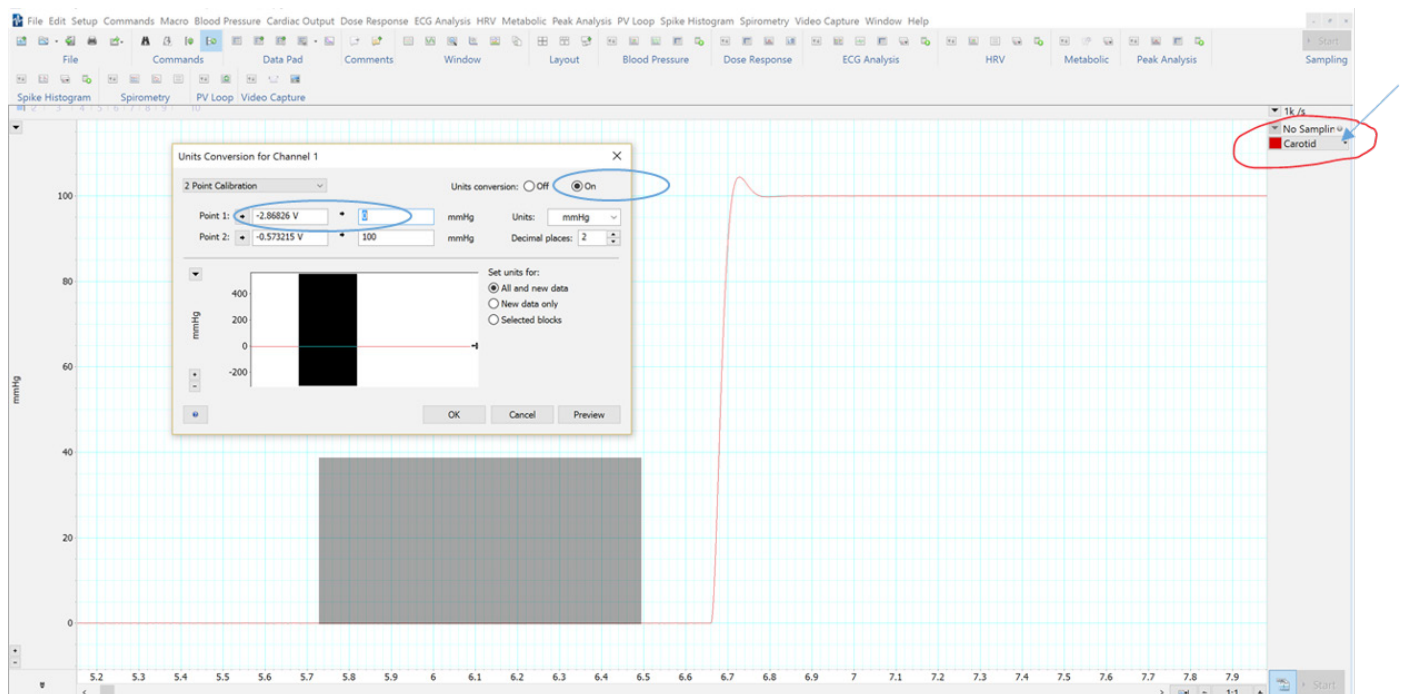 File Edit Setup Commands Macro Blood Pressure Cardiac Output Dose Response ECG Analysis HRV Metabolic Peak Analysis PV Loop Spike Histogram Spirometry Video Capture Window Help
Start
File Commands Data Pad Comments Window Layout Blood Pressure Dose Response ECG Analysis HRV Metabolic Peak Analysis Sampling
Spike Histogram Spirometry PV Loop Video Capture
1k /s
No Samplin
Carotid
Units Conversion for Channel 1
2 Point Calibration Units conversion: Off On
Point 1: -2.86826 V 0 mmHg Units: mmHg
Point 2: -0.573215 V 100 mmHg Decimal places: 2
Set units for:
All and new data
New data only
Selected blocks
400
200
0
-200
mmHg
OK Cancel Preview
100
80
60
40
20
0
mmHg
5.2 5.3 5.4 5.5 5.6 5.7 5.8 5.9 6 6.1 6.2 6.3 6.4 6.5 6.6 6.7 6.8 6.9 7 7.1 7.2 7.3 7.4 7.5 7.6 7.7 7.8 7.9
1:1
Start